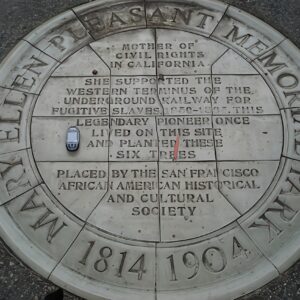 MARY ELLEN PLEASANT MEMORIAL PARK
MOTHER OF CIVIL RIGHTS
IN CALIFORNIA
SHE SUPPORTED THE
WESTERN TERMINUS OF THE
UNDERGROUND RAILWAY FOR
FUGITIVE SLAVES, 1850-1865. THIS
LEGENDARY PIONEER ONCE
LIVED ON THIS SITE
AND PLANTED THESE
SIX TREES
PLACED BY THE SAN FRANCISCO
AFRICAN AMERICAN HISTORICAL
AND CULTURAL
SOCIETY
1814 1904